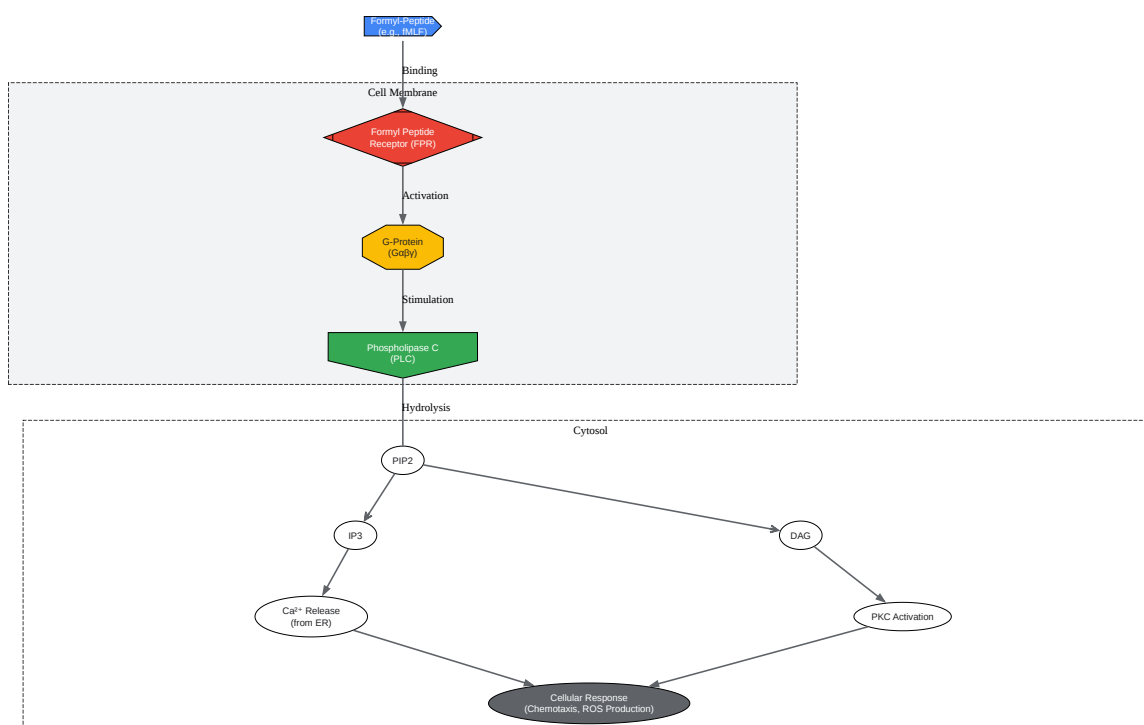 Formyl-Peptide
(e.g., fMLF)
Binding
Cell Membrane
Formyl Peptide
Receptor (FPR)
Activation
G-Protein
(Gαβγ)
Stimulation
Phospholipase C
(PLC)
Hydrolysis
Cytosol
PIP2
IP3
DAG
Ca²⁺ Release
(from ER)
PKC Activation
Cellular Response
(Chemotaxis, ROS Production)